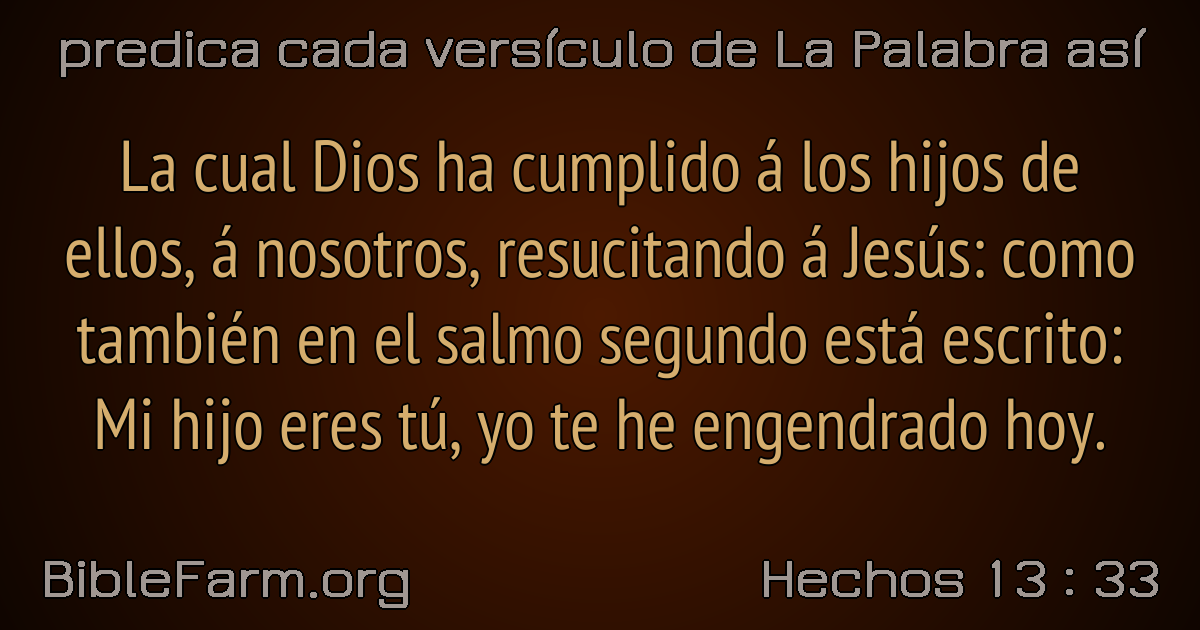 predica cada versículo de La Palabra así
La cual Dios ha cumplido á los hijos de
ellos, á nosotros, resucitando á Jesús: como
también en el salmo segundo está escrito:
Mi hijo eres tú, yo te he engendrado hoy.
BibleFarm.org
Hechos 13 : 33